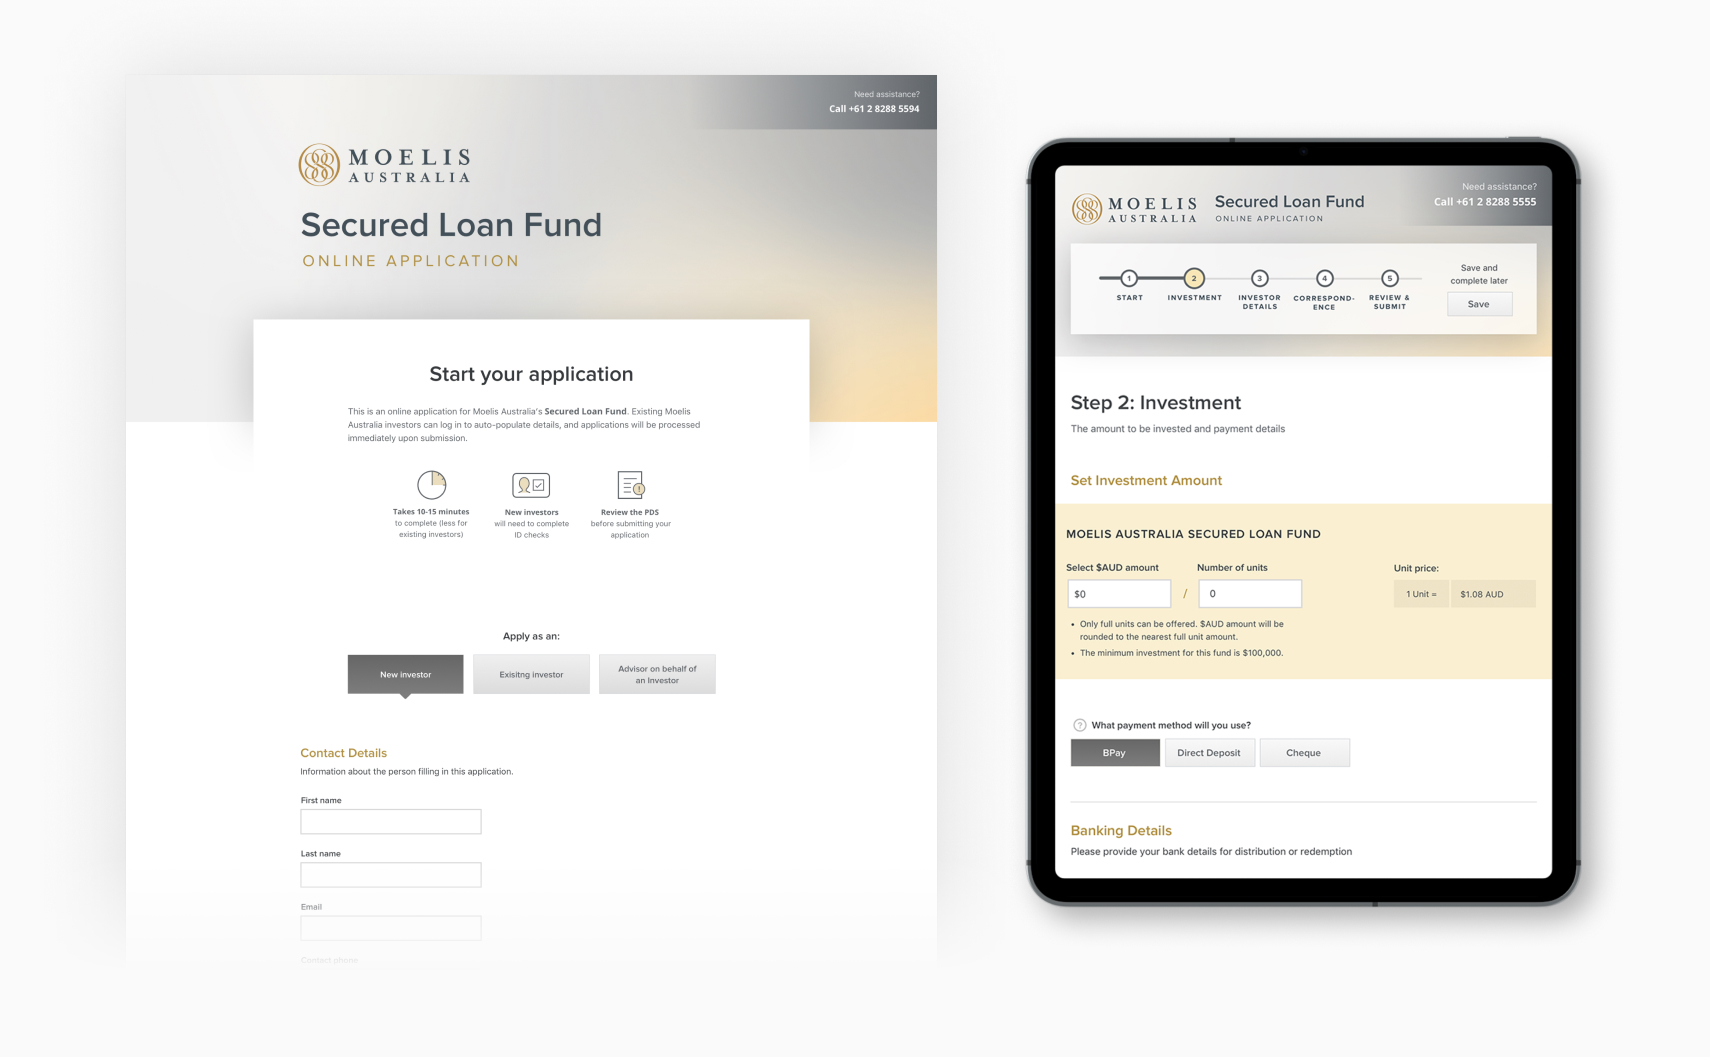 Need assistance?
Call +61 2 8288 5594
MOELIS
AUSTRALIA
Secured Loan Fund
ONLINE APPLICATION
Start your application
This is an online application for Moelis Australia's Secured Loan Fund. Existing Moelis
Australia investors can log in to auto-populate details, and applications will be processed
immediately upon submission.
Takes 10-15 minutes
to complete (less for
existing investors)
New investors
will need to complete
ID checks
Review the PDS
before submitting your
application
Apply as an:
New investor
Exisitng investor
Advisor on behalf of
an Investor
Contact Details
Information about the person filling in this application.
First name
Last name
Email
Contact phone
MOELIS
AUSTRALIA
Secured Loan Fund
ONLINE APPLICATION
Need assistance?
Call +61 2 8288 5555
1
START
2
INVESTMENT
3
INVESTOR
DETAILS
4
CORRESPOND-
ENCE
5
REVIEW &
SUBMIT
Save and
complete later
Save
Step 2: Investment
The amount to be invested and payment details
Set Investment Amount
MOELIS AUSTRALIA SECURED LOAN FUND
Select $AUD amount
Number of units
Unit price:
$0
/
0
1 Unit =
$1.08 AUD
• Only full units can be offered. $AUD amount will be
rounded to the nearest full unit amount.
• The minimum investment for this fund is $100,000.
? What payment method will you use?
BPay
Direct Deposit
Cheque
Banking Details
Please provide your bank details for distribution or redemption